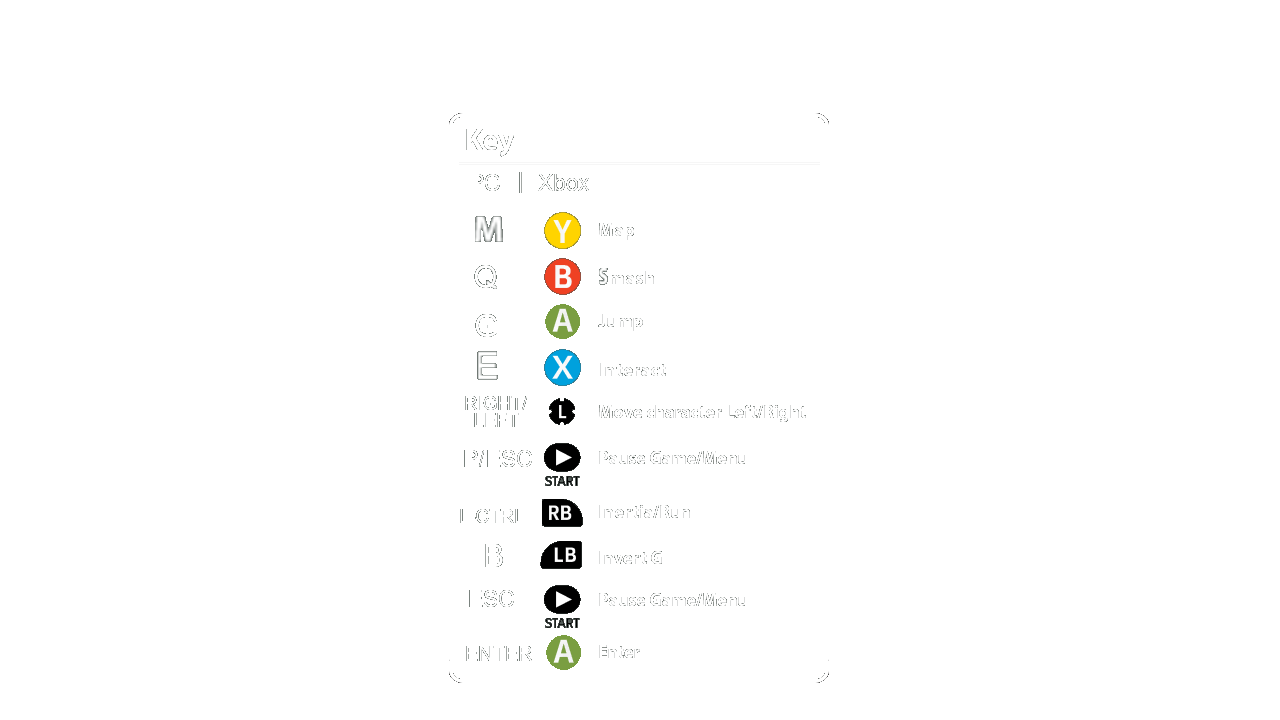 Key
PC | Xbox
M Y Map
Q B Smash
A Jump
E X Interact
RIGHT/
LEFT L Move character Left/Right
P/ESC Pause Game/Menu
START
L CTRL RB Inertia/Run
B LB Invert G
ESC Pause Game/Menu
START
ENTER A Enter